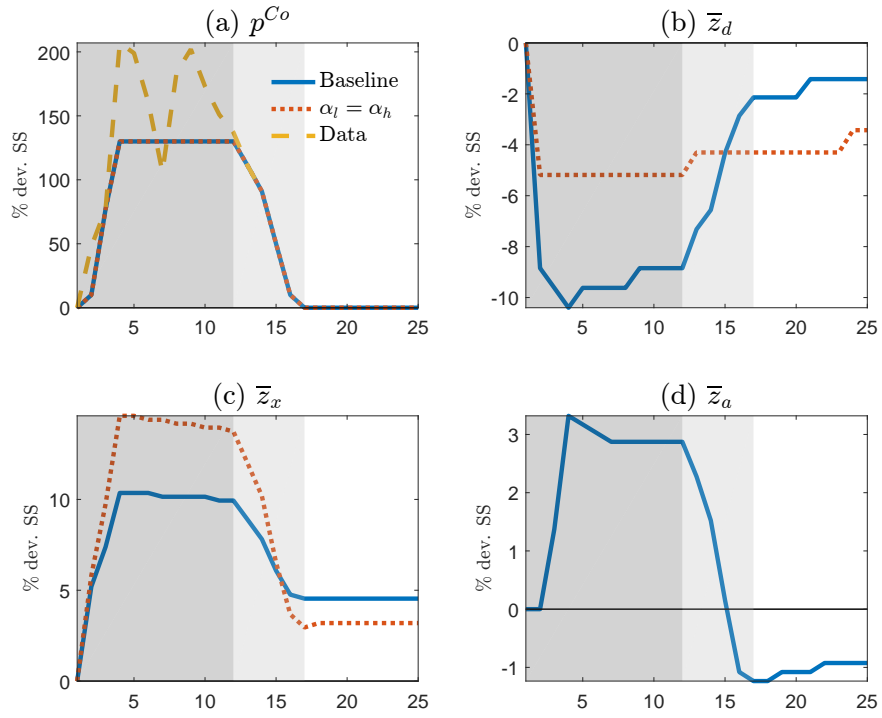 (a) p^{Co}
% dev. SS
200
150
100
50
0
5 10 15 20 25
Baseline
α_l = α_h
Data
(b) z̅_d
% dev. SS
0
-2
-4
-6
-8
-10
5 10 15 20 25
(c) z̅_x
% dev. SS
10
5
0
5 10 15 20 25
(d) z̅_a
% dev. SS
3
2
1
0
-1
5 10 15 20 25